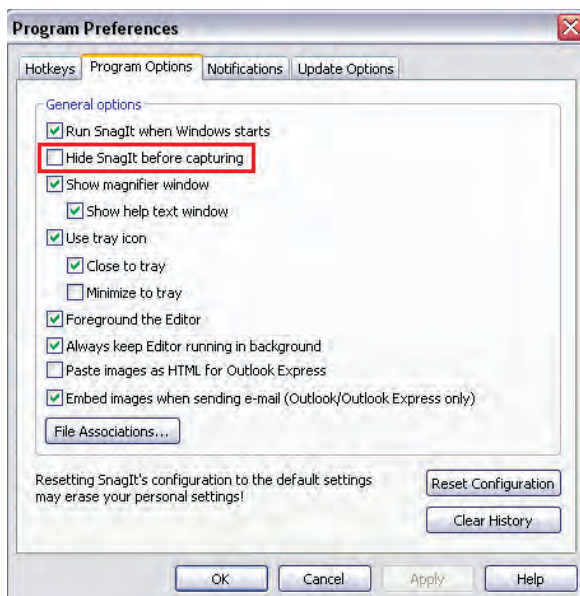 Program Preferences
Hotkeys Program Options Notifications Update Options
General options
Run SnagIt when Windows starts
Hide SnagIt before capturing
Show magnifier window
Show help text window
Use tray icon
Close to tray
Minimize to tray
Foreground the Editor
Always keep Editor running in background
Paste images as HTML for Outlook Express
Embed images when sending e-mail (Outlook/Outlook Express only)
File Associations...
Resetting SnagIt's configuration to the default settings
may erase your personal settings!
Reset Configuration
Clear History
OK Cancel Apply Help